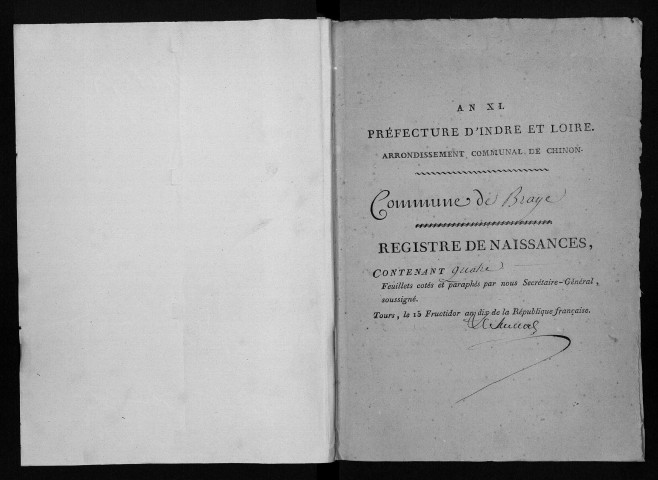 AN XI.
PRÉFECTURE D'INDRE ET LOIRE.
ARRONDISSEMENT COMMUNAL DE CHINON.
Commune de Braye
REGISTRE DE NAISSANCES,
CONTENANT quatre
Feuillets cotés et paraphés par nous Secrétaire-Général,
soussigné.
Tours, le 15 Fructidor an dix de la République française.